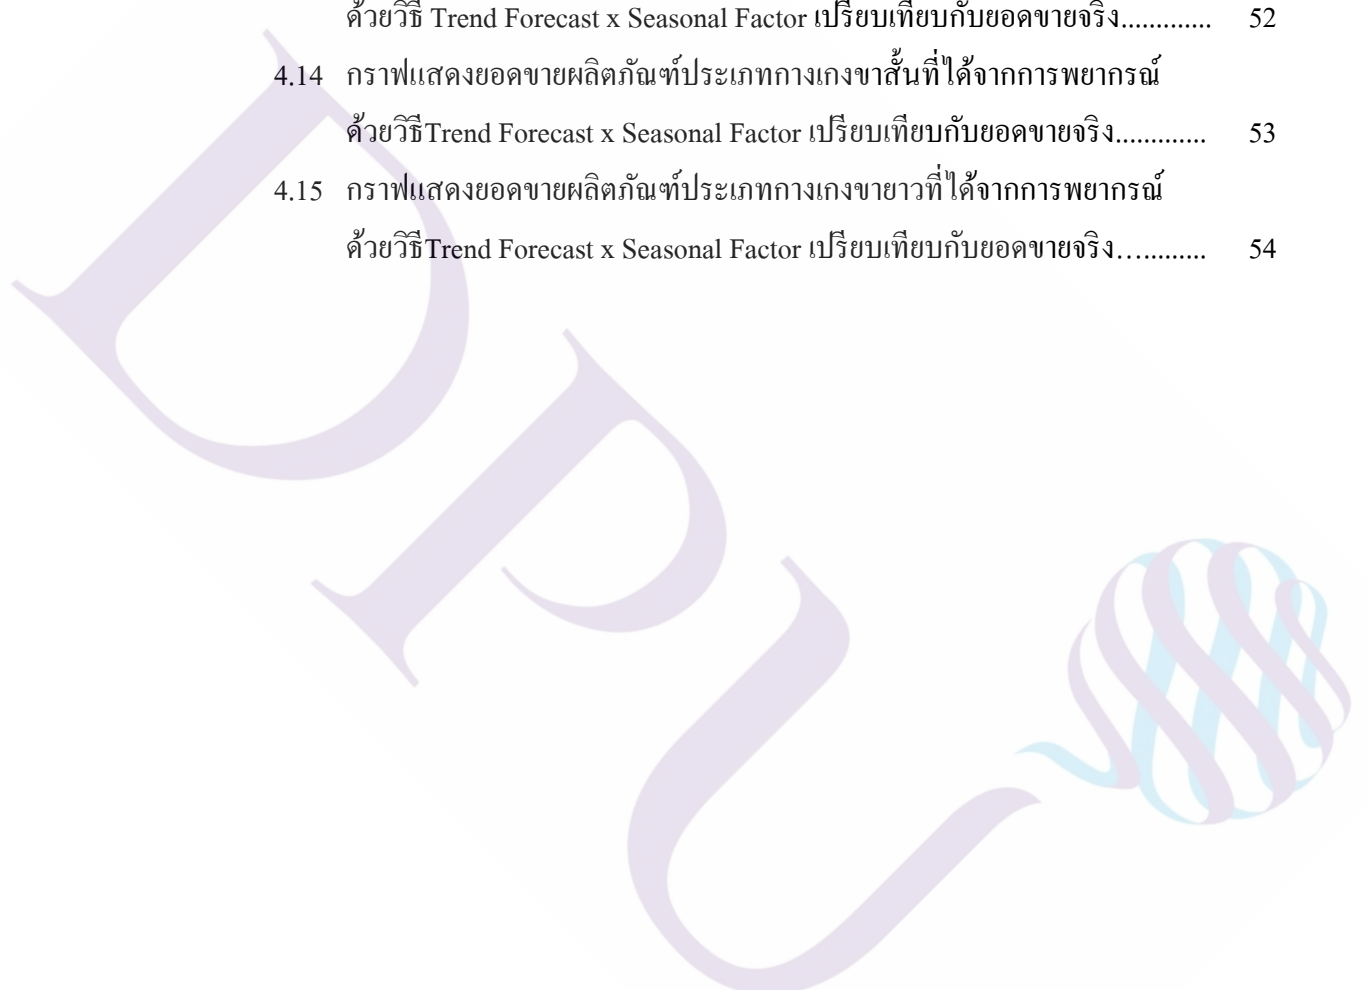 ด้วยวิธี Trend Forecast x Seasonal Factor เปรียบเทียบกับยอดขายจริง............. 52
4.14 กราฟแสดงยอดขายผลิตภัณฑ์ประเภทกางเกงขาสั้นที่ได้จากการพยากรณ์
ด้วยวิธีTrend Forecast x Seasonal Factor เปรียบเทียบกับยอดขายจริง............. 53
4.15 กราฟแสดงยอดขายผลิตภัณฑ์ประเภทกางเกงขายาวที่ได้จากการพยากรณ์
ด้วยวิธีTrend Forecast x Seasonal Factor เปรียบเทียบกับยอดขายจริง…......... 54
DPU